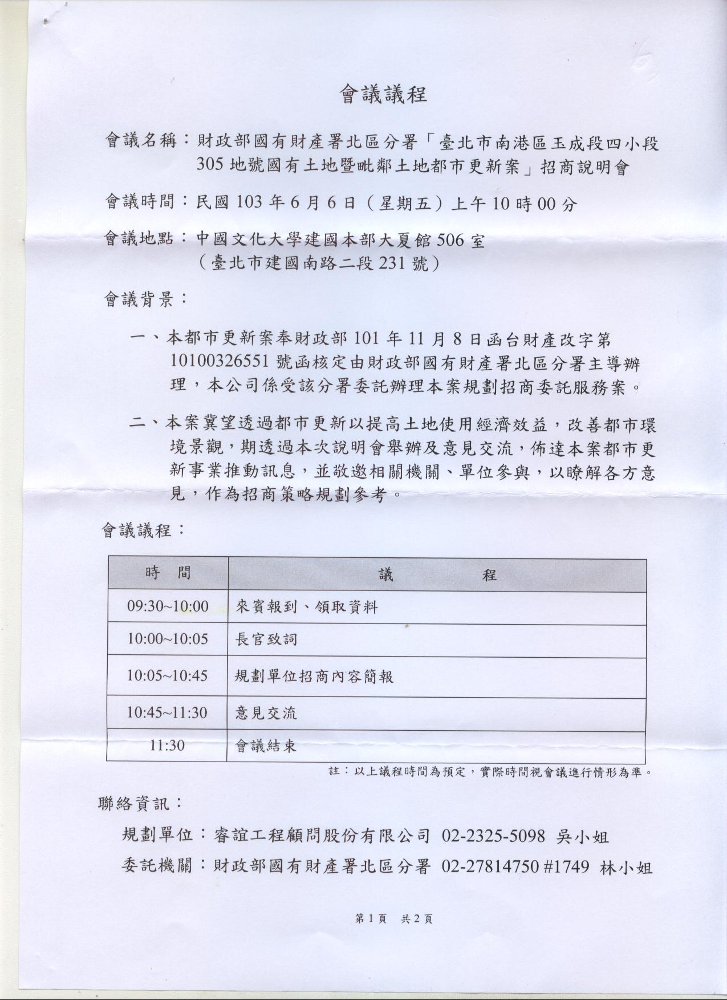 會議議程
會議名稱：財政部國有財產署北區分署「臺北市南港區玉成段四小段
305 地號國有土地暨毗鄰土地都市更新案」招商說明會
會議時間：民國 103 年 6 月 6 日（星期五）上午 10 時 00 分
會議地點：中國文化大學建國本部大夏館 506 室
（臺北市建國南路二段 231 號）
會議背景：
一、本都市更新案奉財政部 101 年 11 月 8 日函台財產改字第
10100326551 號函核定由財政部國有財產署北區分署主導辦
理，本公司係受該分署委託辦理本案規劃招商委託服務案。
二、本案冀望透過都市更新以提高土地使用經濟效益，改善都市環
境景觀，期透過本次說明會舉辦及意見交流，佈達本案都市更
新事業推動訊息，並敬邀相關機關、單位參與，以瞭解各方意
見，作為招商策略規劃參考。
會議議程：
時 間 議 程
09:30~10:00 來賓報到、領取資料
10:00~10:05 長官致詞
10:05~10:45 規劃單位招商內容簡報
10:45~11:30 意見交流
11:30 會議結束
註：以上議程時間為預定，實際時間視會議進行情形為準。
聯絡資訊：
規劃單位：睿誼工程顧問股份有限公司 02-2325-5098 吳小姐
委託機關：財政部國有財產署北區分署 02-27814750 #1749 林小姐
第 1 頁 共 2 頁